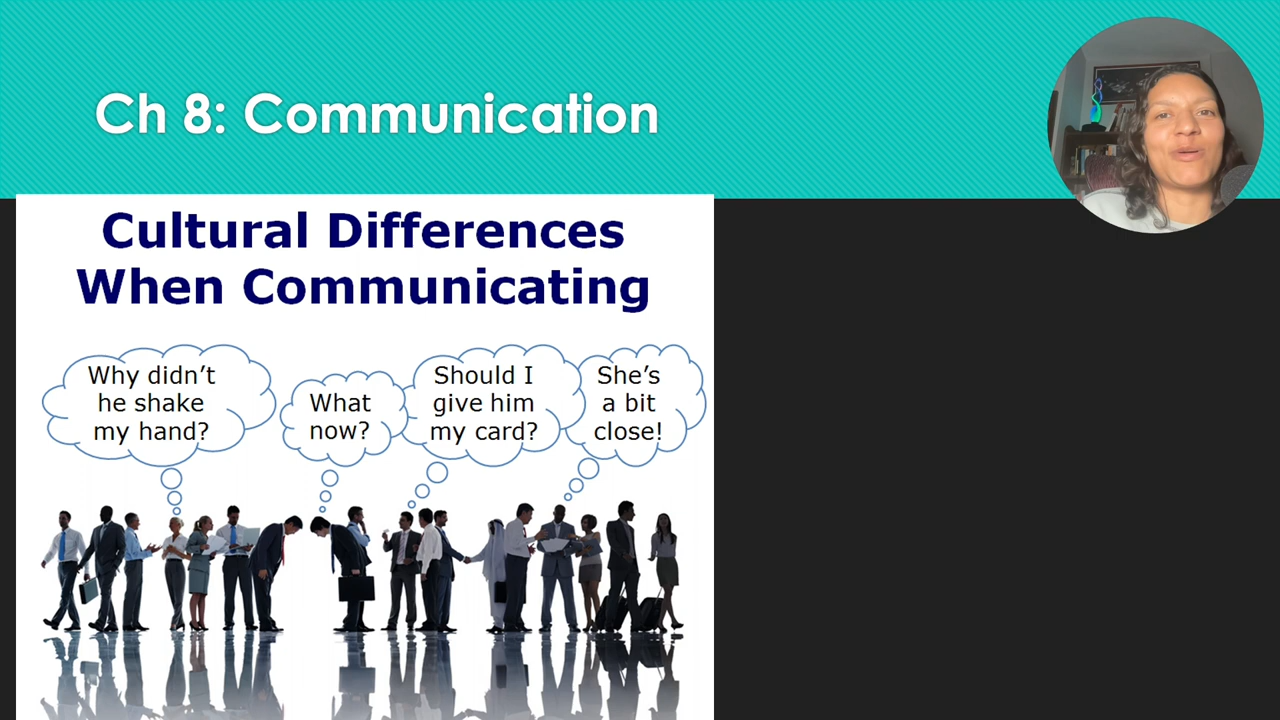 Ch 8: Communication
Cultural Differences
When Communicating
Why didn't
he shake
my hand?
What
now?
Should I
give him
my card?
She's
a bit
close!